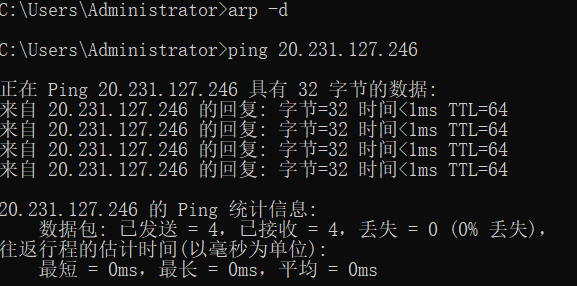 C:\Users\Administrator>arp -d
C:\Users\Administrator>ping 20.231.127.246
正在 Ping 20.231.127.246 具有 32 字节的数据:
来自 20.231.127.246 的回复: 字节=32 时间<1ms TTL=64
来自 20.231.127.246 的回复: 字节=32 时间<1ms TTL=64
来自 20.231.127.246 的回复: 字节=32 时间<1ms TTL=64
来自 20.231.127.246 的回复: 字节=32 时间<1ms TTL=64
20.231.127.246 的 Ping 统计信息:
数据包: 已发送 = 4，已接收 = 4，丢失 = 0 (0% 丢失)，
往返行程的估计时间(以毫秒为单位):
最短 = 0ms，最长 = 0ms，平均 = 0ms